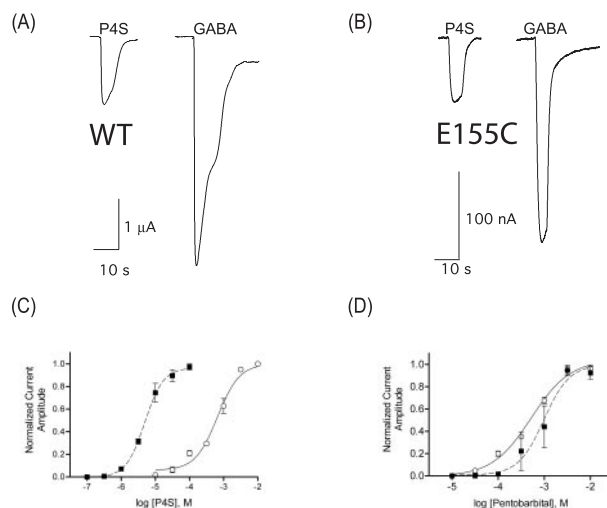 (A)
P4S GABA
WT
1 μA
10 s
(B)
P4S GABA
E155C
100 nA
10 s
(C)
Normalized Current
Amplitude
1.0
0.8
0.6
0.4
0.2
0.0
-7 -6 -5 -4 -3 -2
log [P4S], M
(D)
Normalized Current
Amplitude
1.0
0.8
0.6
0.4
0.2
0.0
-5 -4 -3 -2
log [Pentobarbital], M